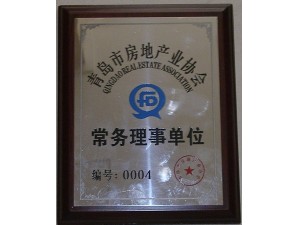 青岛市房地产业协会
QINGDAO REAL ESTATE ASSOCIATION
常务理事单位
编号：0004